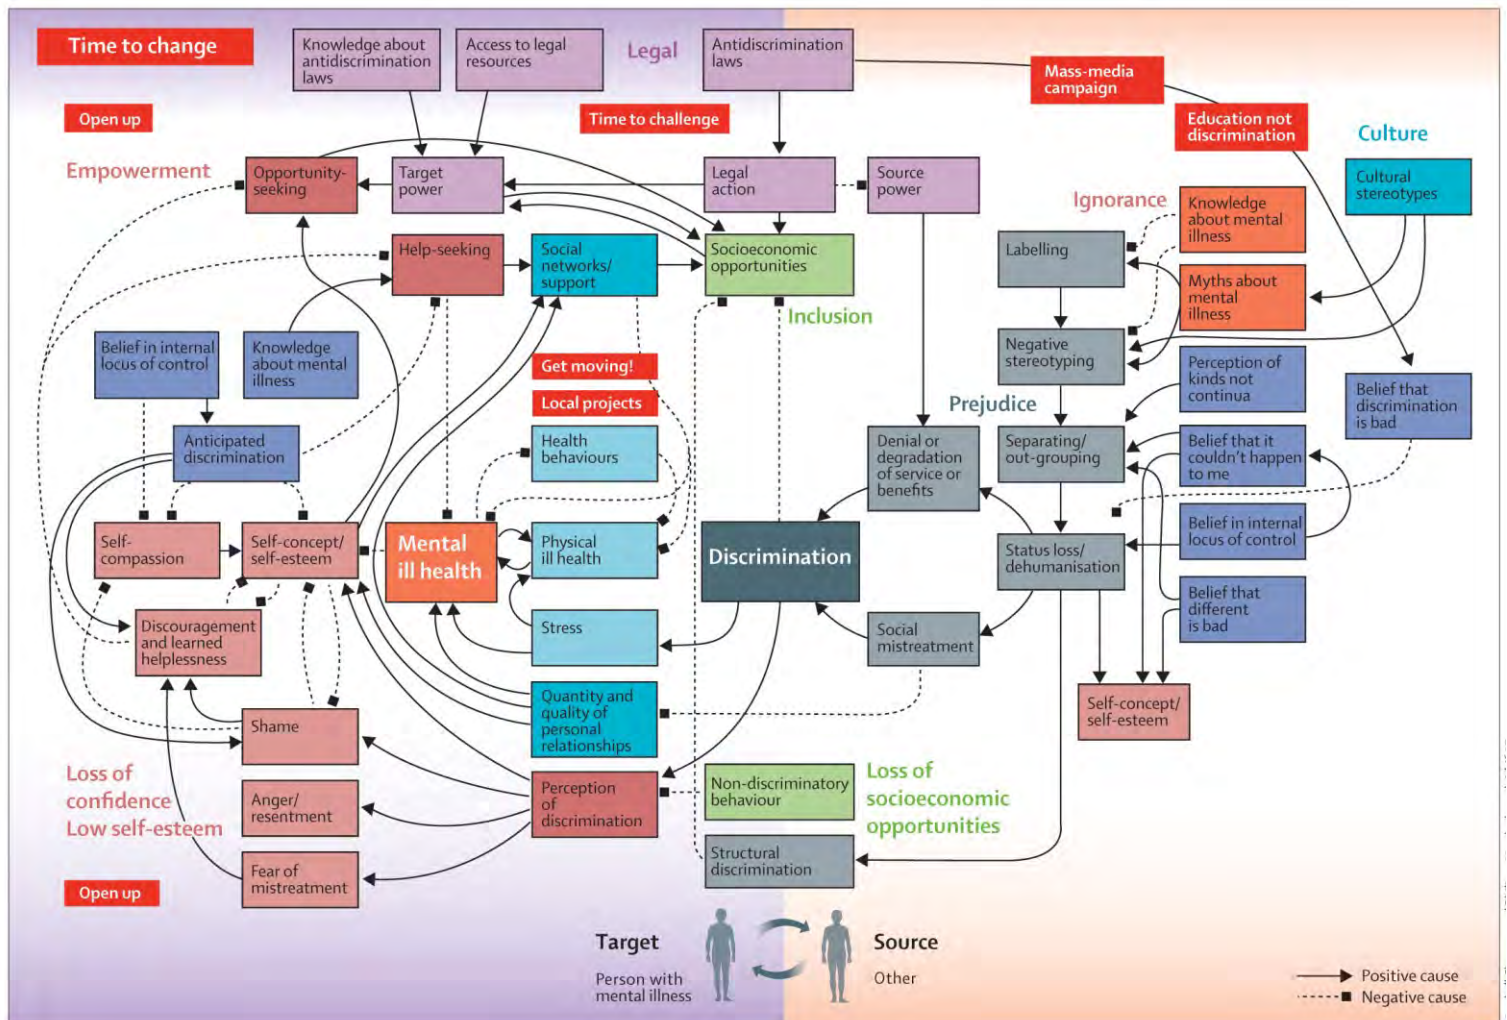 Time to change
Knowledge about
antidiscrimination
laws
Access to legal
resources
Legal
Antidiscrimination
laws
Mass-media
campaign
Open up
Time to challenge
Education not
discrimination
Culture
Empowerment
Opportunity-
seeking
Target
power
Legal
action
Source
power
Ignorance
Knowledge
about mental
illness
Cultural
stereotypes
Help-seeking
Social
networks/
support
Socioeconomic
opportunities
Labelling
Myths about
mental
illness
Inclusion
Belief in internal
locus of control
Knowledge
about mental
illness
Get moving!
Local projects
Negative
stereotyping
Perception of
kinds not
continua
Belief that
discrimination
is bad
Prejudice
Anticipated
discrimination
Health
behaviours
Denial or
degradation
of service or
benefits
Separating/
out-grouping
Belief that it
couldn't happen
to me
Self-
compassion
Self-concept/
self-esteem
Mental
ill health
Physical
ill health
Discrimination
Status loss/
dehumanisation
Belief in internal
locus of control
Discouragement
and learned
helplessness
Stress
Social
mistreatment
Belief that
different
is bad
Shame
Quantity and
quality of
personal
relationships
Self-concept/
self-esteem
Loss of
confidence
Low self-esteem
Anger/
resentment
Perception
of
discrimination
Non-discriminatory
behaviour
Loss of
socioeconomic
opportunities
Structural
discrimination
Open up
Fear of
mistreatment
Target
Person with
mental illness
Source
Other
Positive cause
Negative cause